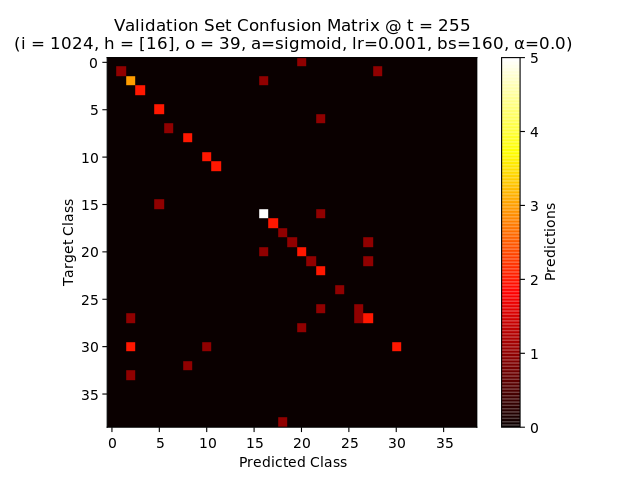 Validation Set Confusion Matrix @ t = 255
(i = 1024, h = [16], o = 39, a=sigmoid, lr=0.001, bs=160, α=0.0)
0
5
10
15
20
25
30
35
Target Class
0 5 10 15 20 25 30 35
Predicted Class
5
4
3
2
1
0
Predictions